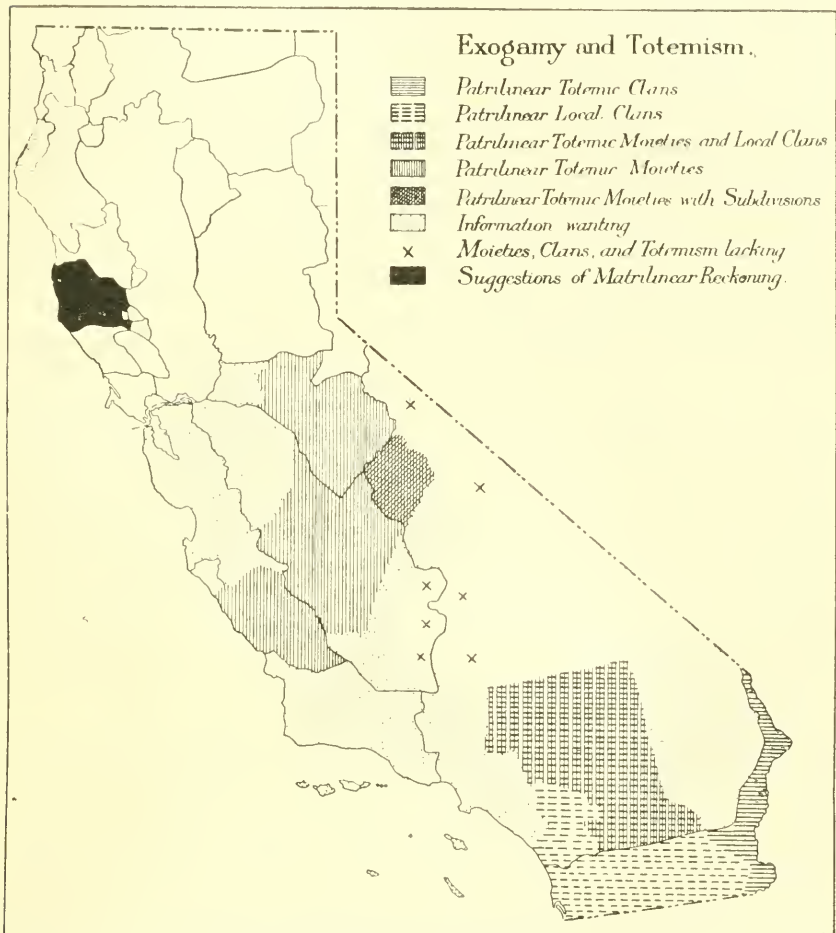 Exogamy and Totemism.
Patrilinear Totemic Clans
Patrilinear Local Clans
Patrilinear Totemic Moieties and Local Clans
Patrilinear Totemic Moieties
Patrilinear Totemic Moieties with Subdivisions
Information wanting
x Moieties, Clans, and Totemism lacking
Suggestions of Matrilinear Reckoning.